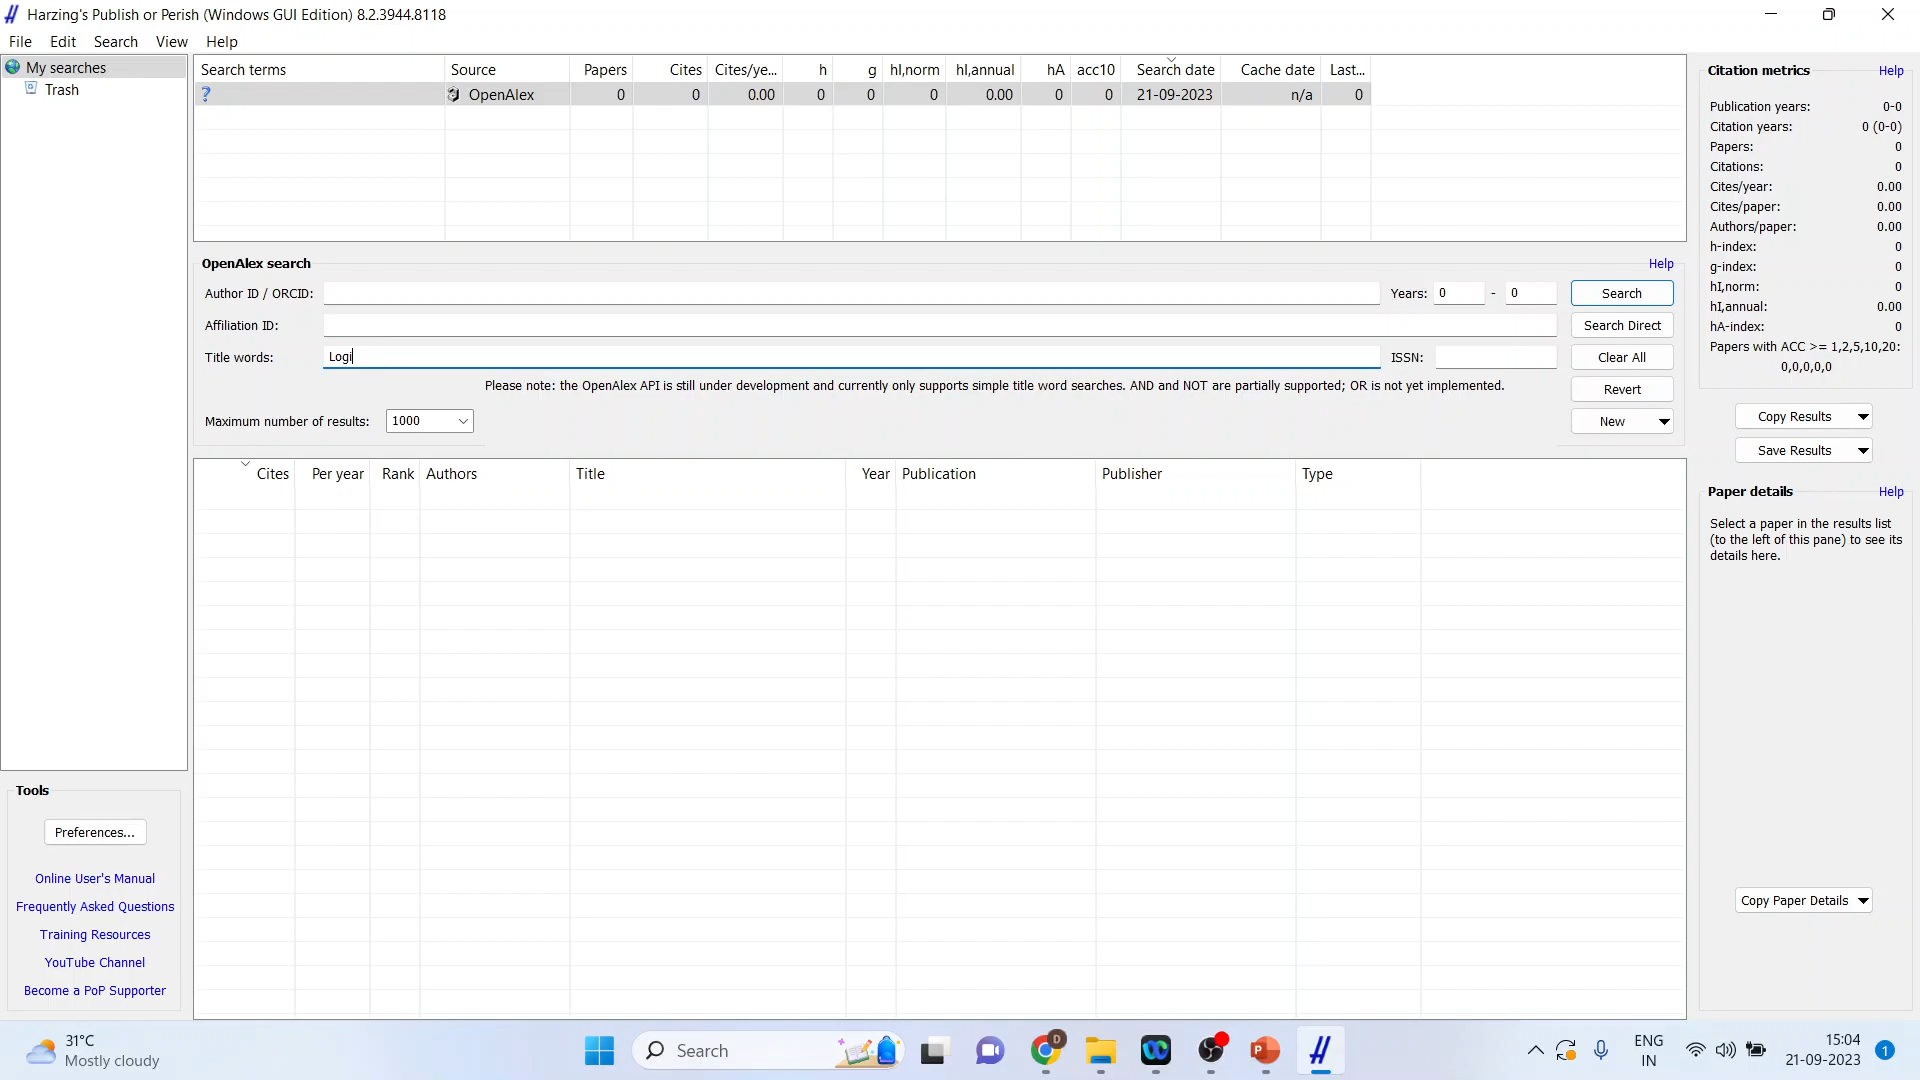 Harzing's Publish or Perish (Windows GUI Edition) 8.2.3944.8118
File Edit Search View Help
My searches
Trash
Search terms Source Papers Cites Cites/ye... h g hI,norm hI,annual hA acc10 Search date Cache date Last...
? OpenAlex 0 0 0.00 0 0 0 0.00 0 0 21-09-2023 n/a 0
OpenAlex search Help
Author ID / ORCID: Years: 0 - 0 Search
Affiliation ID: Search Direct
Title words: Logi ISSN: Clear All
Please note: the OpenAlex API is still under development and currently only supports simple title word searches. AND and NOT are partially supported; OR is not yet implemented.
Revert
Maximum number of results: 1000 New
Cites Per year Rank Authors Title Year Publication Publisher Type
Citation metrics Help
Publication years: 0-0
Citation years: 0 (0-0)
Papers: 0
Citations: 0
Cites/year: 0.00
Cites/paper: 0.00
Authors/paper: 0.00
h-index: 0
g-index: 0
hI,norm: 0
hI,annual: 0.00
hA-index: 0
Papers with ACC >= 1,2,5,10,20:
0,0,0,0,0
Copy Results
Save Results
Paper details Help
Select a paper in the results list
(to the left of this pane) to see its
details here.
Copy Paper Details
Tools
Preferences...
Online User's Manual
Frequently Asked Questions
Training Resources
YouTube Channel
Become a PoP Supporter
31°C
Mostly cloudy
Search
D
P
ENG
IN
15:04
21-09-2023
1